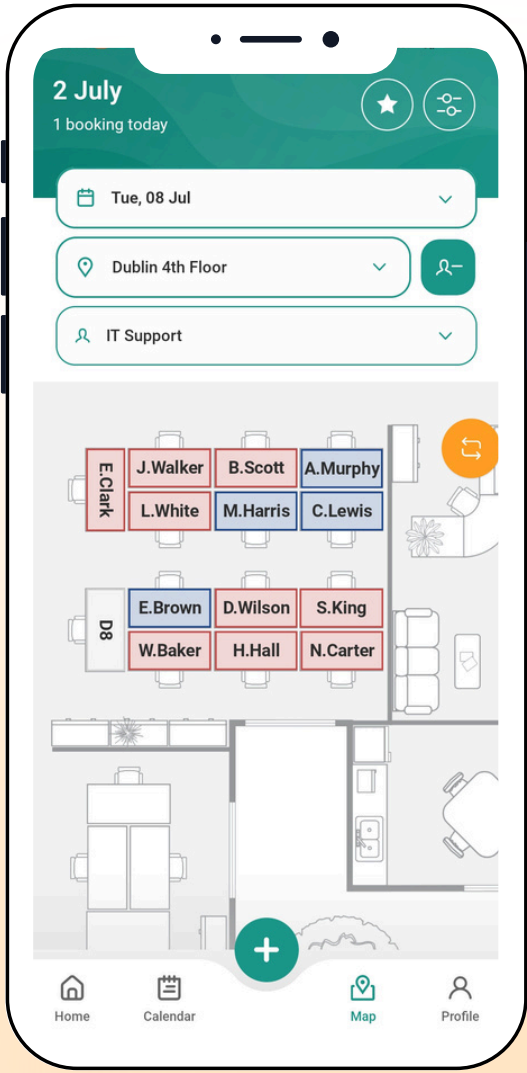 2 July
1 booking today
Tue, 08 Jul
Dublin 4th Floor
IT Support
E.Clark
J.Walker
B.Scott
A.Murphy
L.White
M.Harris
C.Lewis
D8
E.Brown
D.Wilson
S.King
W.Baker
H.Hall
N.Carter
Home
Calendar
Map
Profile